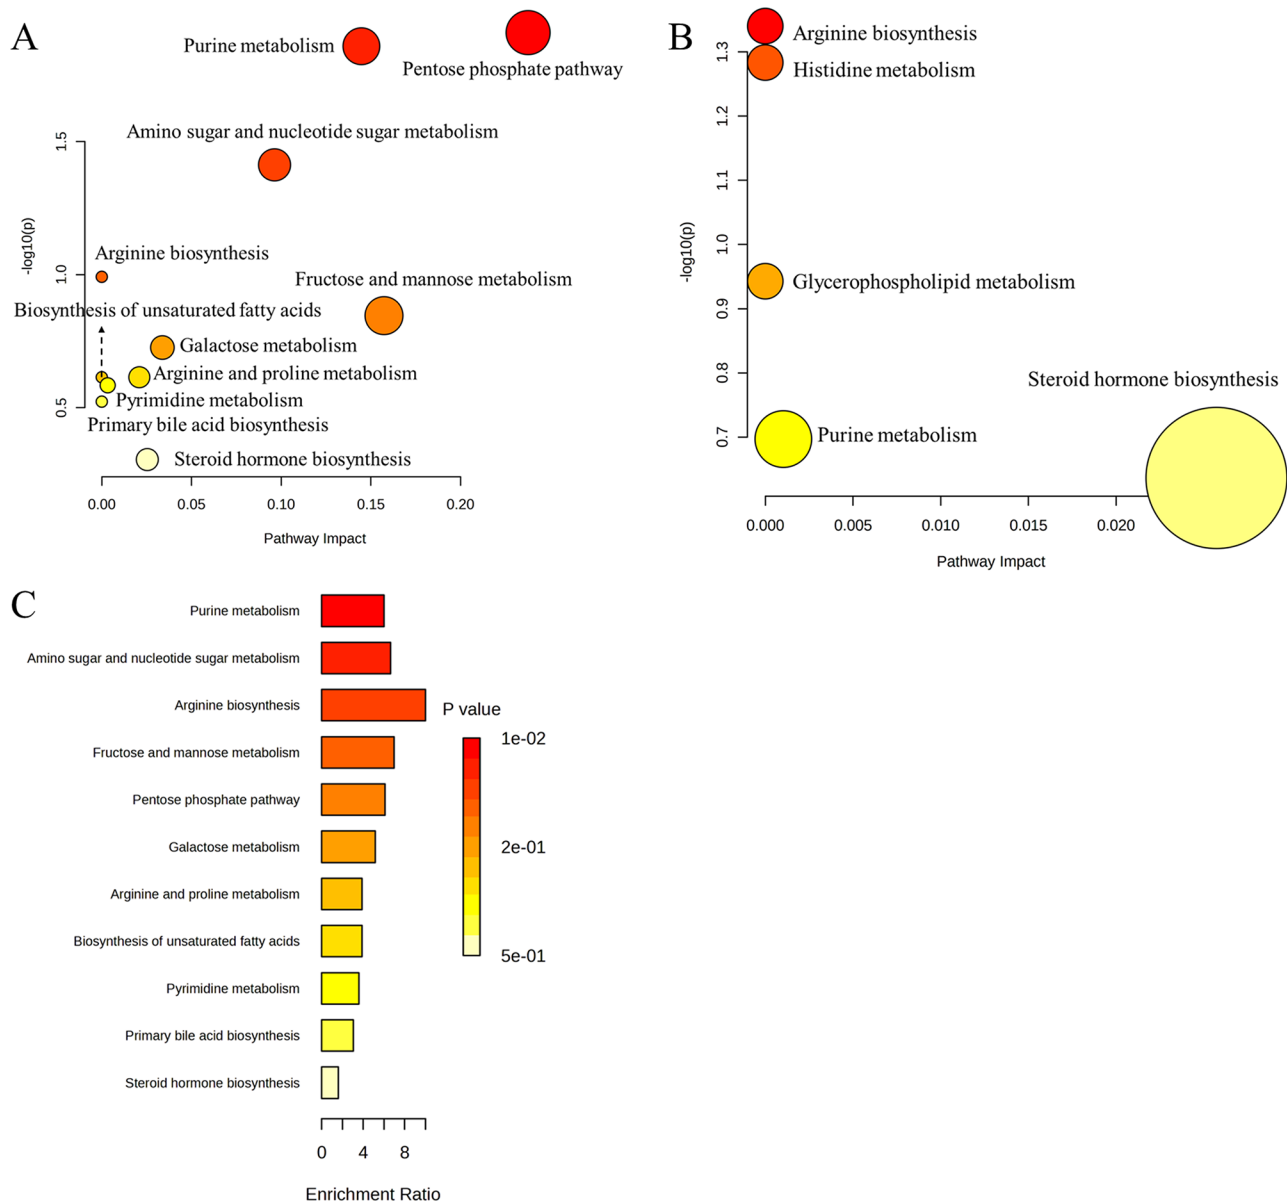 A
Purine metabolism
Pentose phosphate pathway
Amino sugar and nucleotide sugar metabolism
1.5
-log10(p)
Arginine biosynthesis
1.0
Fructose and mannose metabolism
Biosynthesis of unsaturated fatty acids
Galactose metabolism
Arginine and proline metabolism
0.5
Pyrimidine metabolism
Primary bile acid biosynthesis
Steroid hormone biosynthesis
0.00 0.05 0.10 0.15 0.20
Pathway Impact
B
Arginine biosynthesis
1.3
Histidine metabolism
1.2
1.1
1.0
-log10(p)
Glycerophospholipid metabolism
0.9
0.8
Steroid hormone biosynthesis
0.7
Purine metabolism
0.000 0.005 0.010 0.015 0.020
Pathway Impact
C
Purine metabolism
Amino sugar and nucleotide sugar metabolism
Arginine biosynthesis
Fructose and mannose metabolism
Pentose phosphate pathway
Galactose metabolism
Arginine and proline metabolism
Biosynthesis of unsaturated fatty acids
Pyrimidine metabolism
Primary bile acid biosynthesis
Steroid hormone biosynthesis
P value
1e-02
2e-01
5e-01
0 4 8
Enrichment Ratio